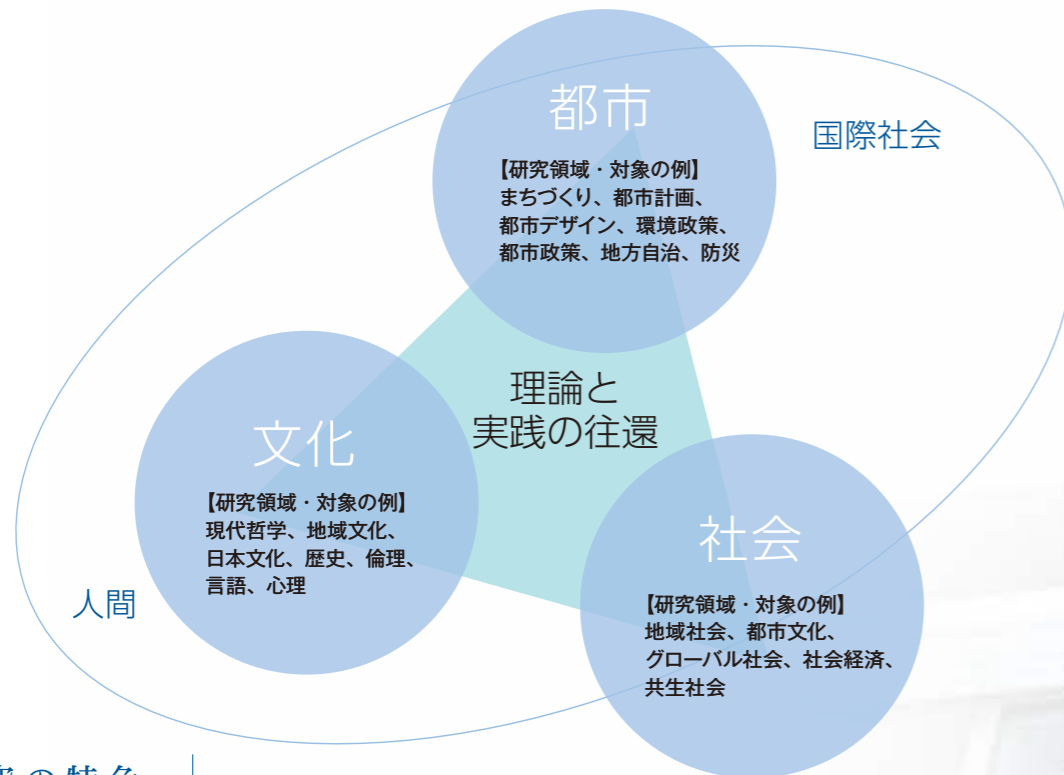 都市
【研究領域・対象の例】
まちづくり、都市計画、
都市デザイン、環境政策、
都市政策、地方自治、防災
国際社会
理論と
実践の往還
文化
【研究領域・対象の例】
現代哲学、地域文化、
日本文化、歴史、倫理、
言語、心理
人間
社会
【研究領域・対象の例】
地域社会、都市文化、
グローバル社会、社会経済、
共生社会
の特色